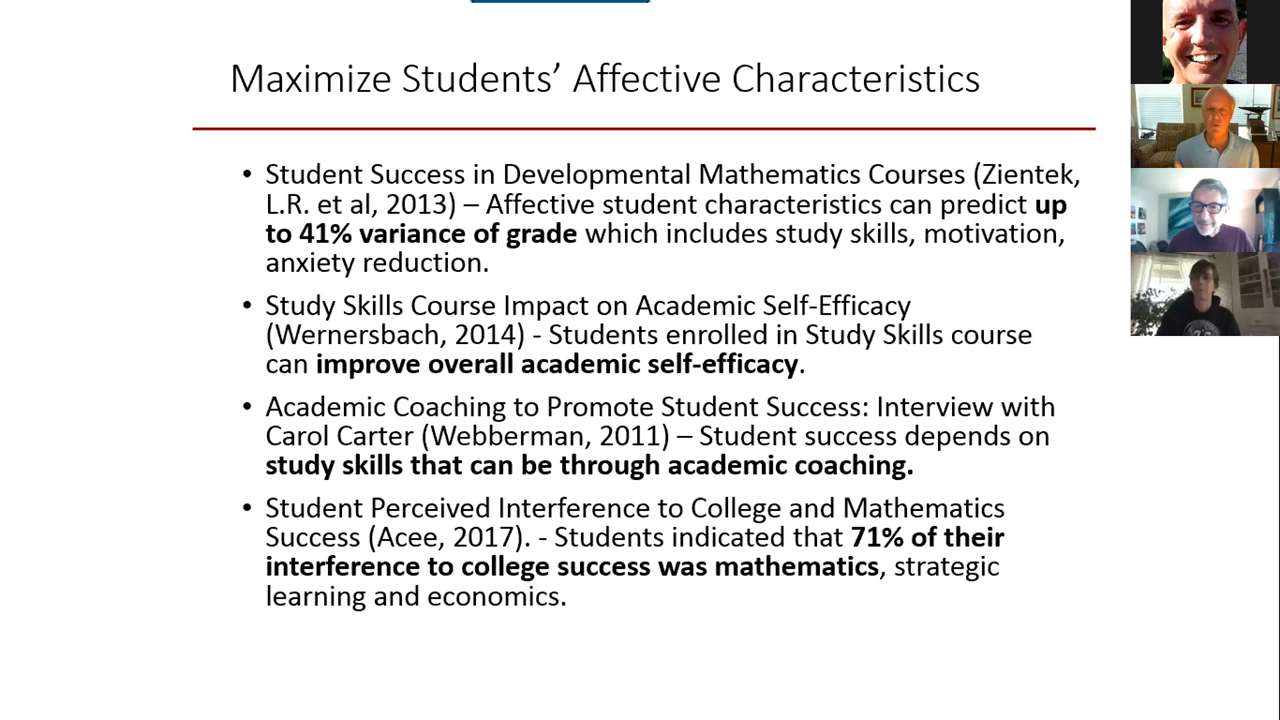 Maximize Students’ Affective Characteristics
• Student Success in Developmental Mathematics Courses (Zientek,
L.R. et al, 2013) – Affective student characteristics can predict up
to 41% variance of grade which includes study skills, motivation,
anxiety reduction.
• Study Skills Course Impact on Academic Self-Efficacy
(Wernersbach, 2014) - Students enrolled in Study Skills course
can improve overall academic self-efficacy.
• Academic Coaching to Promote Student Success: Interview with
Carol Carter (Webberman, 2011) – Student success depends on
study skills that can be through academic coaching.
• Student Perceived Interference to College and Mathematics
Success (Acee, 2017). - Students indicated that 71% of their
interference to college success was mathematics, strategic
learning and economics.